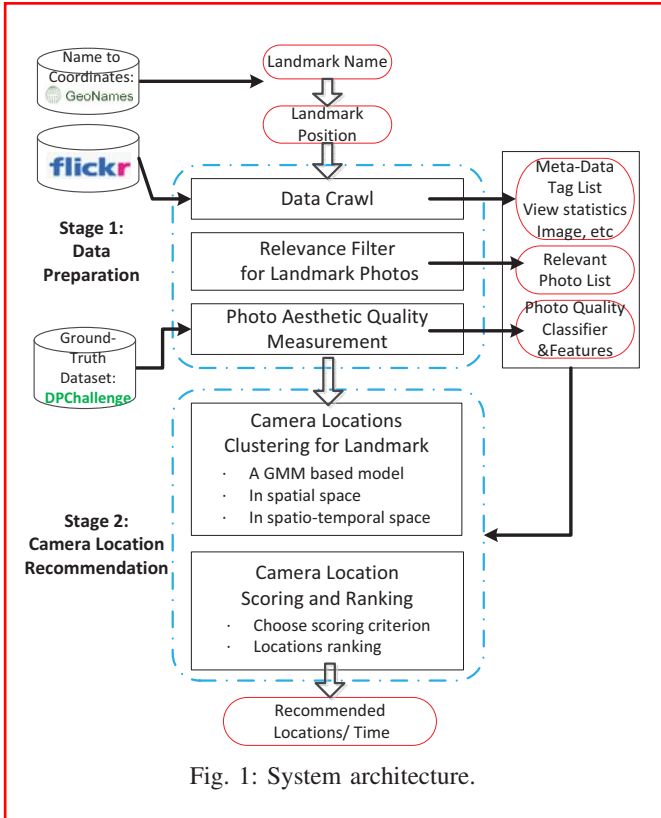 Name to
Coordinates:
GeoNames
Landmark Name
Landmark
Position
flickr
Stage 1:
Data
Preparation
Data Crawl
Relevance Filter
for Landmark Photos
Photo Aesthetic Quality
Measurement
Meta-Data
Tag List
View statistics
Image, etc
Relevant
Photo List
Photo Quality
Classifier
&Features
Ground-
Truth
Dataset:
DPChallenge
Stage 2:
Camera Location
Recommendation
Camera Locations
Clustering for Landmark
· A GMM based model
· In spatial space
· In spatio-temporal space
Camera Location
Scoring and Ranking
· Choose scoring criterion
· Locations ranking
Recommended
Locations/ Time
Fig. 1: System architecture.